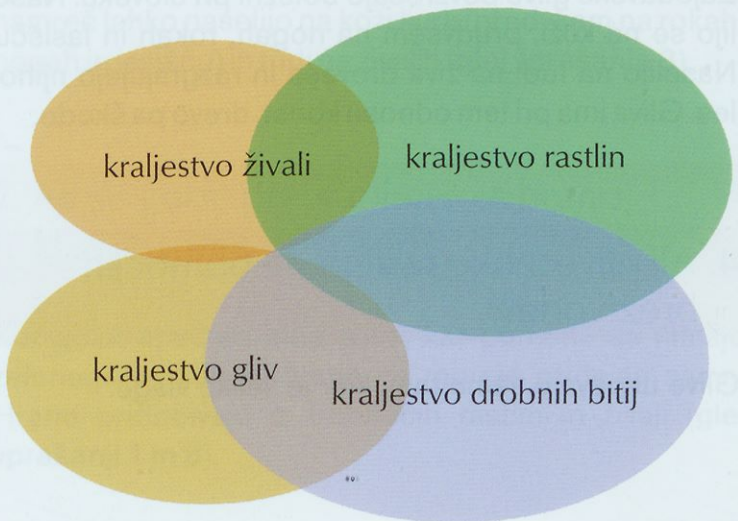 kraljestvo živali
kraljestvo rastlin
kraljestvo gliv
kraljestvo drobnih bitij